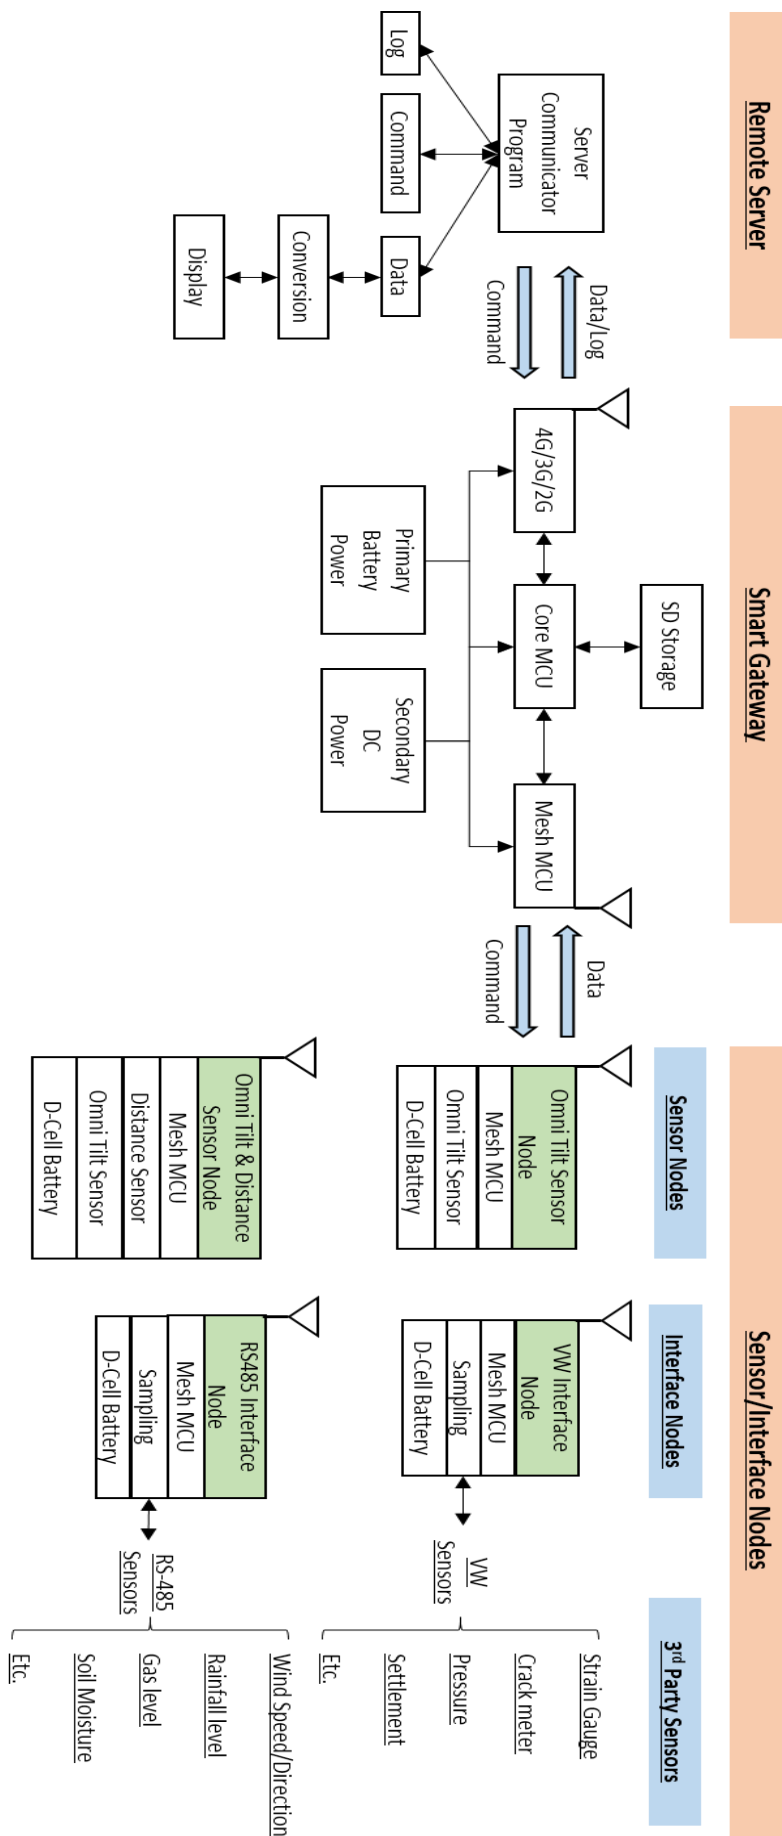 Remote Server
Server
Communicator
Program
Log
Command
Data
Conversion
Display
Data/Log
Command
Smart Gateway
SD Storage
4G/3G/2G
Core MCU
Mesh MCU
Primary
Battery
Power
Secondary
DC
Power
Data
Command
Sensor/Interface Nodes
Sensor Nodes
Interface Nodes
3rd Party Sensors
Omni Tilt Sensor
Node
Mesh MCU
Omni Tilt Sensor
D-Cell Battery
Omni Tilt & Distance
Sensor Node
Mesh MCU
Distance Sensor
Omni Tilt Sensor
D-Cell Battery
VW Interface
Node
Mesh MCU
Sampling
D-Cell Battery
RS485 Interface
Node
Mesh MCU
Sampling
D-Cell Battery
VW
Sensors
Strain Gauge
Crack meter
Pressure
Settlement
Etc.
RS-485
Sensors
Wind Speed/Direction
Rainfall level
Gas level
Soil Moisture
Etc.